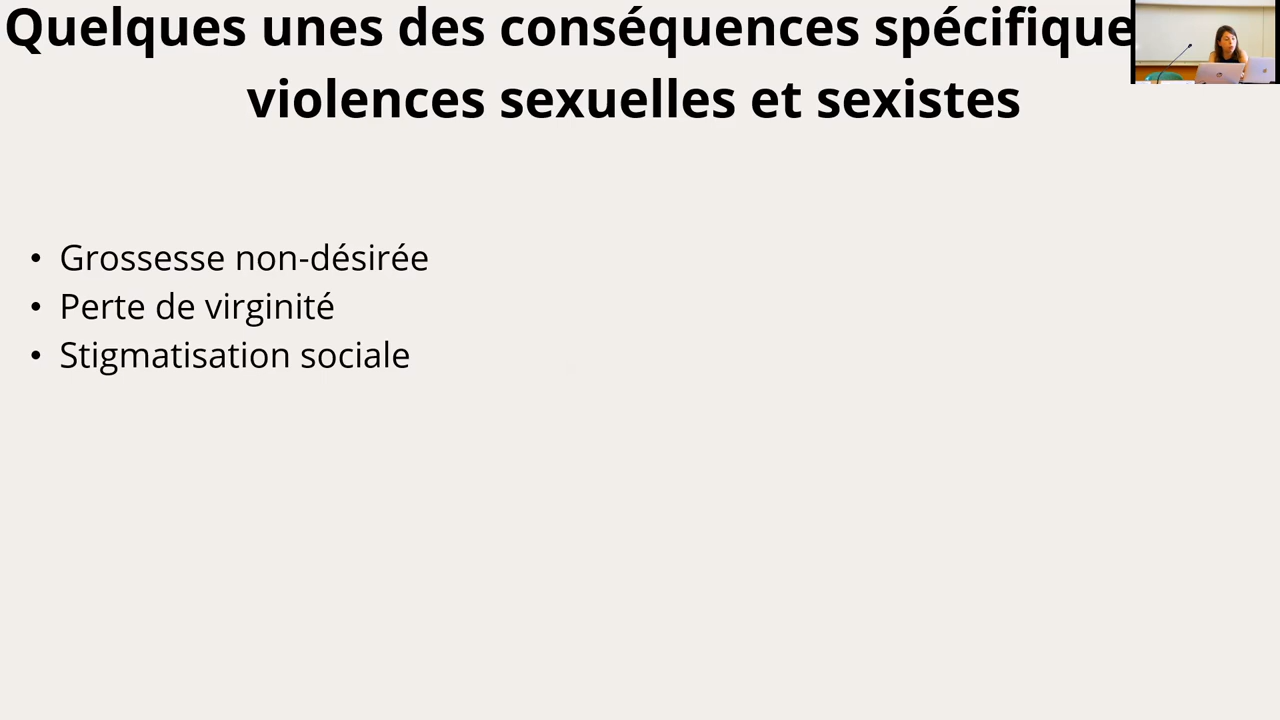 Quelques unes des conséquences spécifique
violences sexuelles et sexistes
• Grossesse non-désirée
• Perte de virginité
• Stigmatisation sociale